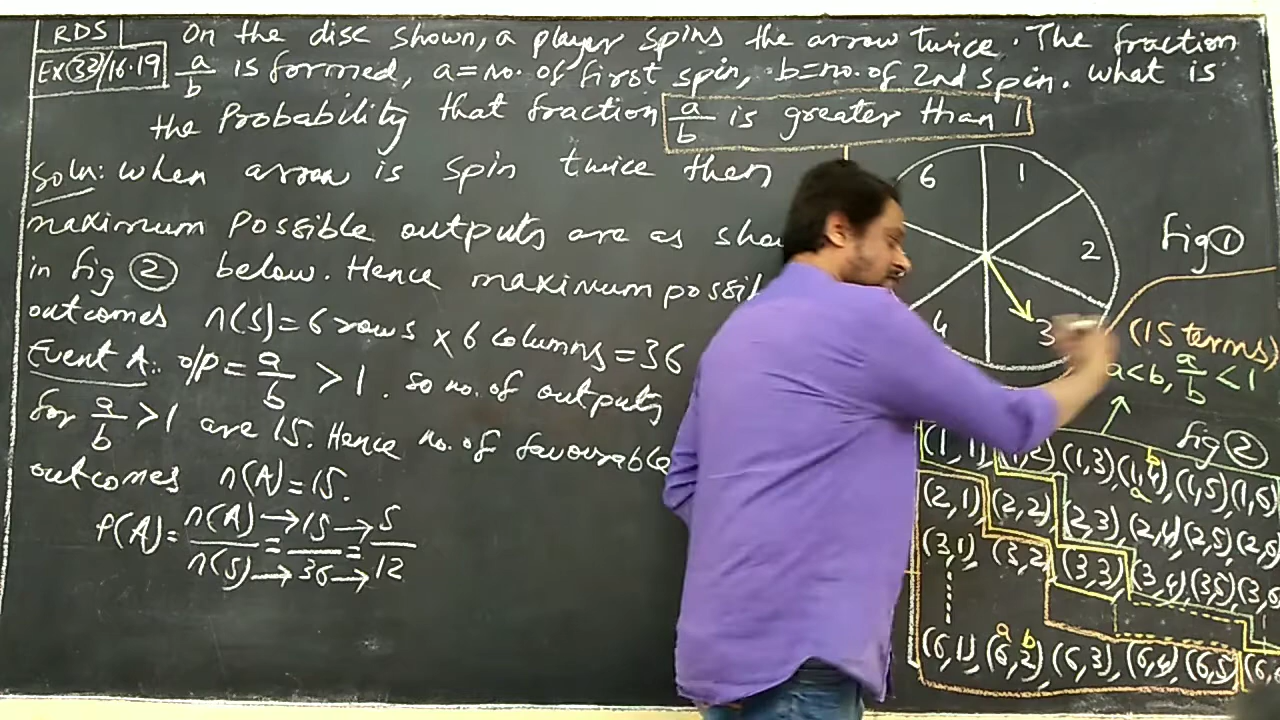 RDS
Ex(33)/16.19
On the disc shown, a player spins the arrow twice. The fraction
a/b is formed, a=no. of first spin, b=no. of 2nd spin. What is
the Probability that fraction a/b is greater than 1
Soln: When arrow is spin twice then
maximum Possible outputs are as
in fig ② below. Hence maximum
outcomes n(S)=6 rows × 6 columns=36
Event A: O/P = a/b > 1. So no. of outputs
for a/b >1 are 15. Hence no. of favourable
outcomes n(A)=15.
P(A)= n(A)/n(S) → = 15/36 → = 5/12
6 1
2
4 3
fig ①
(15 terms)
a<b, a/b < 1
fig ②
(1,1) (1,2) (1,3) (1,4) (1,5) (1,6)
b
a
(2,1) (2,2) (2,3) (2,4) (2,5) (2,6)
(3,1) (3,2) (3,3) (3,4) (3,5) (3,6)
a b
(6,1) (6,2) (6,3) (6,4) (6,5) (6,6)